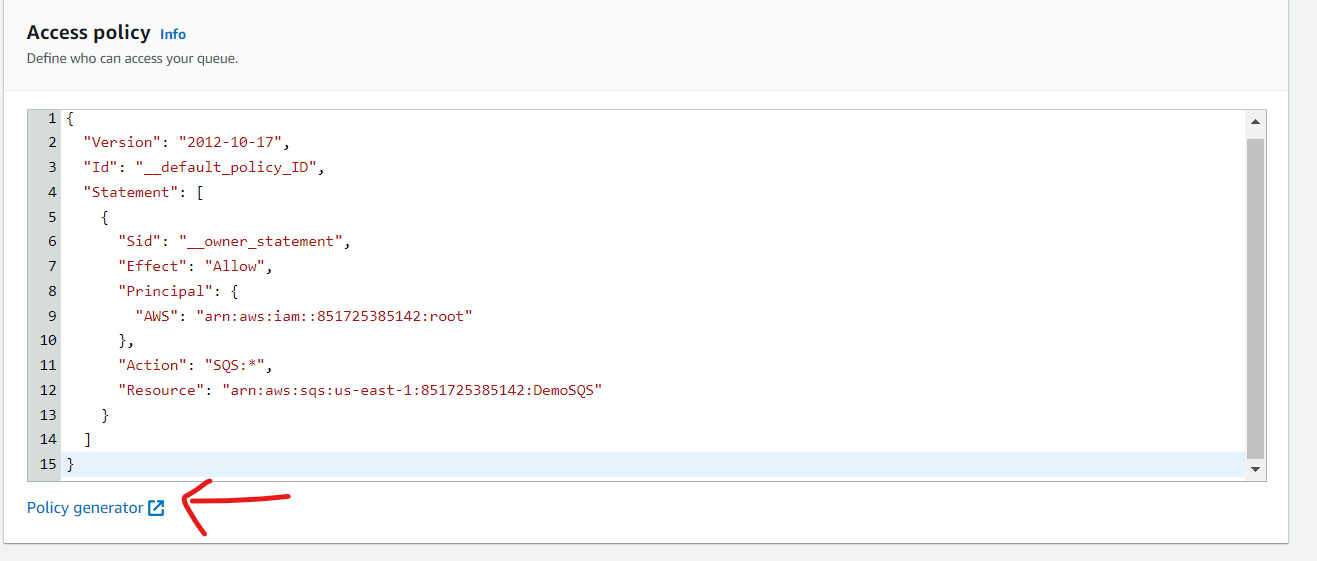 Access policy Info
Define who can access your queue.
1 {
2 "Version": "2012-10-17",
3 "Id": "__default_policy_ID",
4 "Statement": [
5 {
6 "Sid": "__owner_statement",
7 "Effect": "Allow",
8 "Principal": {
9 "AWS": "arn:aws:iam::851725385142:root"
10 },
11 "Action": "SQS:*",
12 "Resource": "arn:aws:sqs:us-east-1:851725385142:DemoSQS"
13 }
14 ]
15 }
Policy generator